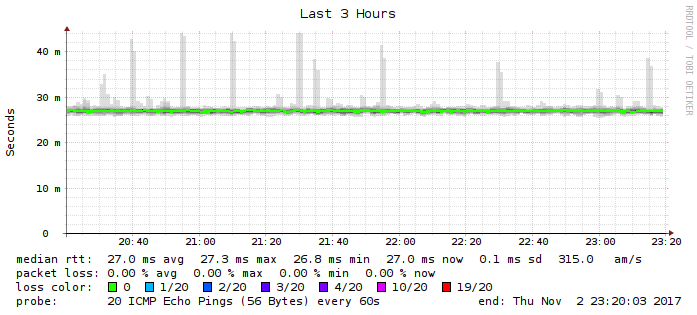 Last 3 Hours
RRDTOOL / TOBI OETIKER
Seconds
40 m
30 m
20 m
10 m
0
20:40 21:00 21:20 21:40 22:00 22:20 22:40 23:00 23:20
median rtt: 27.0 ms avg 27.3 ms max 26.8 ms min 27.0 ms now 0.1 ms sd 315.0 am/s
packet loss: 0.00 % avg 0.00 % max 0.00 % min 0.00 % now
loss color: 0 1/20 2/20 3/20 4/20 10/20 19/20
probe: 20 ICMP Echo Pings (56 Bytes) every 60s end: Thu Nov 2 23:20:03 2017